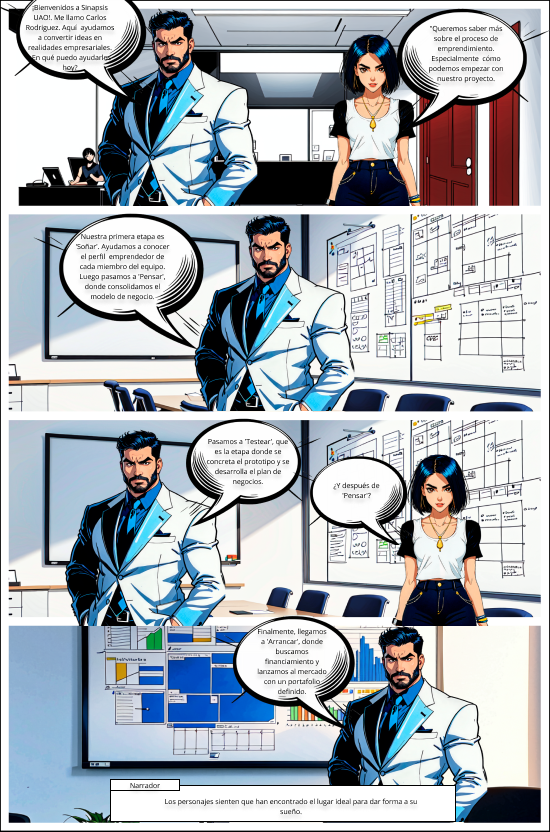 ¡Bienvenidos a Sinapsis
UAO!. Me llamo Carlos
Rodriguez. Aquí ayudamos
a convertir ideas en
realidades empresariales.
En qué puedo ayudarles
hoy?
"Queremos saber más
sobre el proceso de
emprendimiento.
Especialmente cómo
podemos empezar con
nuestro proyecto.
Nuestra primera etapa es
'Soñar'. Ayudamos a conocer
el perfil emprendedor de
cada miembro del equipo.
Luego pasamos a 'Pensar',
donde consolidamos el
modelo de negocio.
Pasamos a 'Testear', que
es la etapa donde se
concreta el prototipo y se
desarrolla el plan de
negocios.
¿Y después de
'Pensar'?
Finalmente, llegamos
a 'Arrancar', donde
buscamos
financiamiento y
lanzamos al mercado
con un portafolio
definido.
Narrador
Los personajes sienten que han encontrado el lugar ideal para dar forma a su
sueño.